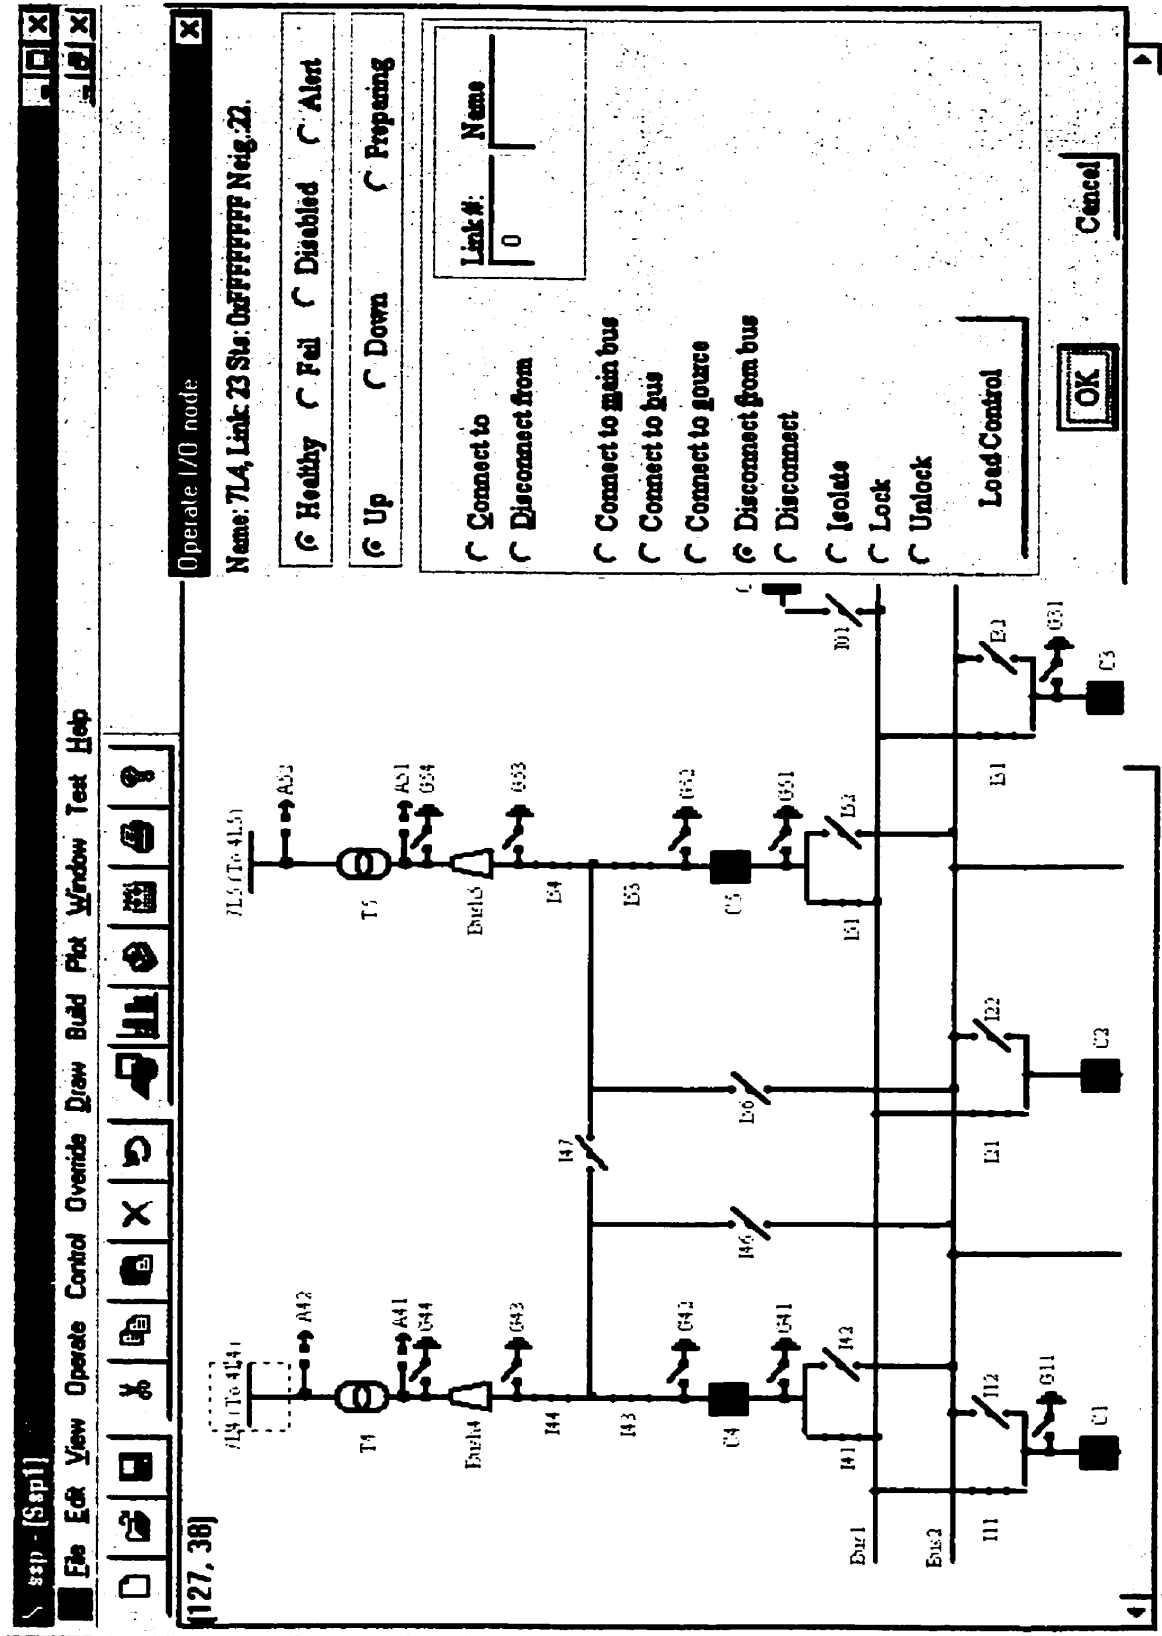 ssp - [Ssp1]
File Edit View Operate Control Override Draw Build Plot Window Test Help
(127, 38)
Operate I/O node
Name: 7L4, Link: 23 Sts: 0xFFFFFFFF Neig:22.
Healthy Fail Disabled Alert
Up Down Preparing
Connect to
Disconnect from
Link #: Name
0
Connect to main bus
Connect to bus
Connect to source
Disconnect from bus
Disconnect
Isolate
Lock
Unlock
Load Control
OK Cancel
7L4 (To 4L4) 7L5 (To 4L5)
A42 A52
T4 T5
A41 A51
G44 G54
Bush4 Bush5
G43 G53
I44 I54
I47
I43 I53
G42 G52
C4 I46 I56 C5
G41 G51
I41 I42 I51 I52 I01
Bus1
Bus2
I11 I12 I21 I22 I31 I32
G11 G31
C1 C2 C3